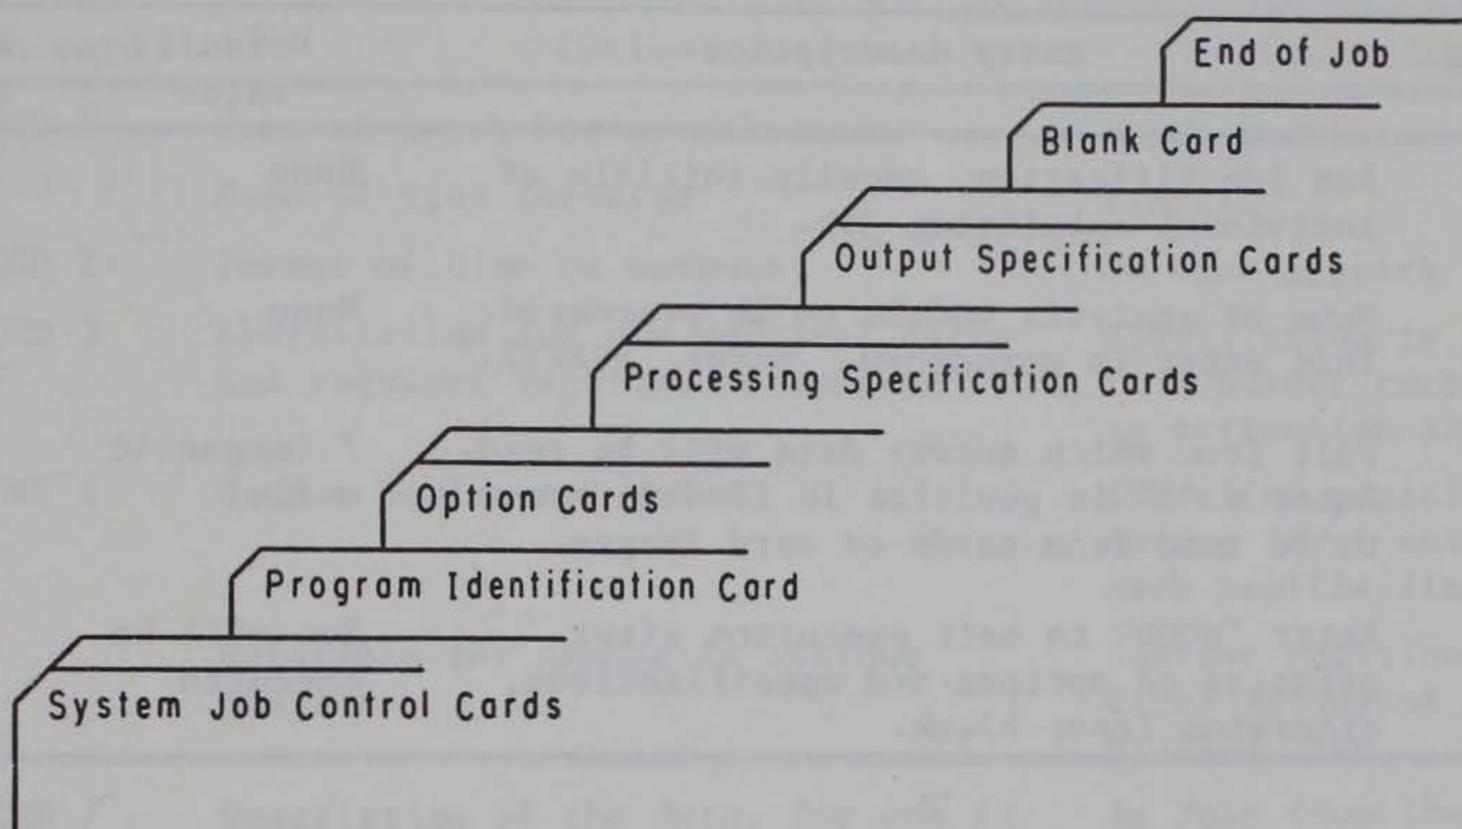 End of Job
Blank Card
Output Specification Cards
Processing Specification Cards
Option Cards
Program Identification Card
System Job Control Cards